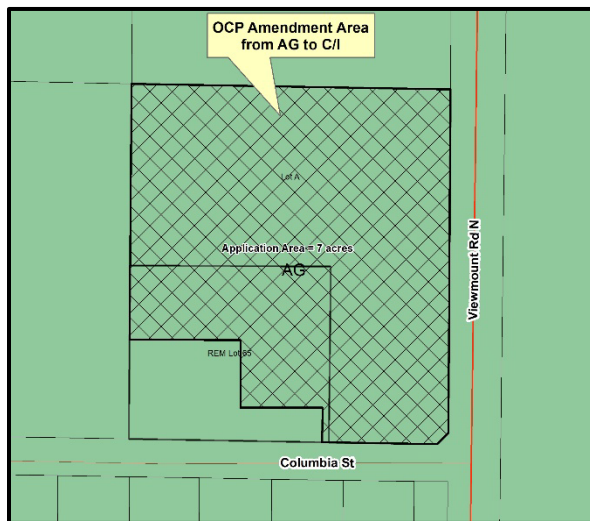 OCP Amendment Area
from AG to C/I
Lot A
Application Area = 7 acres
AG
REM Lot 65
Viewmount Rd N
Columbia St